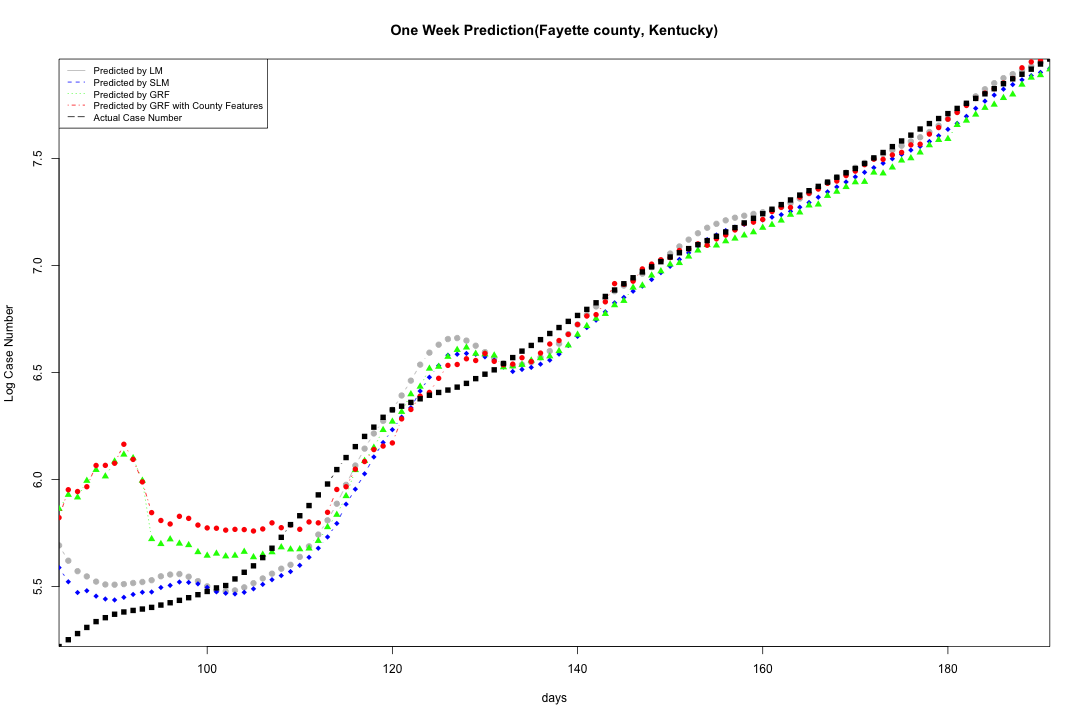 One Week Prediction(Fayette county, Kentucky)
Predicted by LM
Predicted by SLM
Predicted by GRF
Predicted by GRF with County Features
Actual Case Number
Log Case Number
7.5
7.0
6.5
6.0
5.5
100 120 140 160 180
days